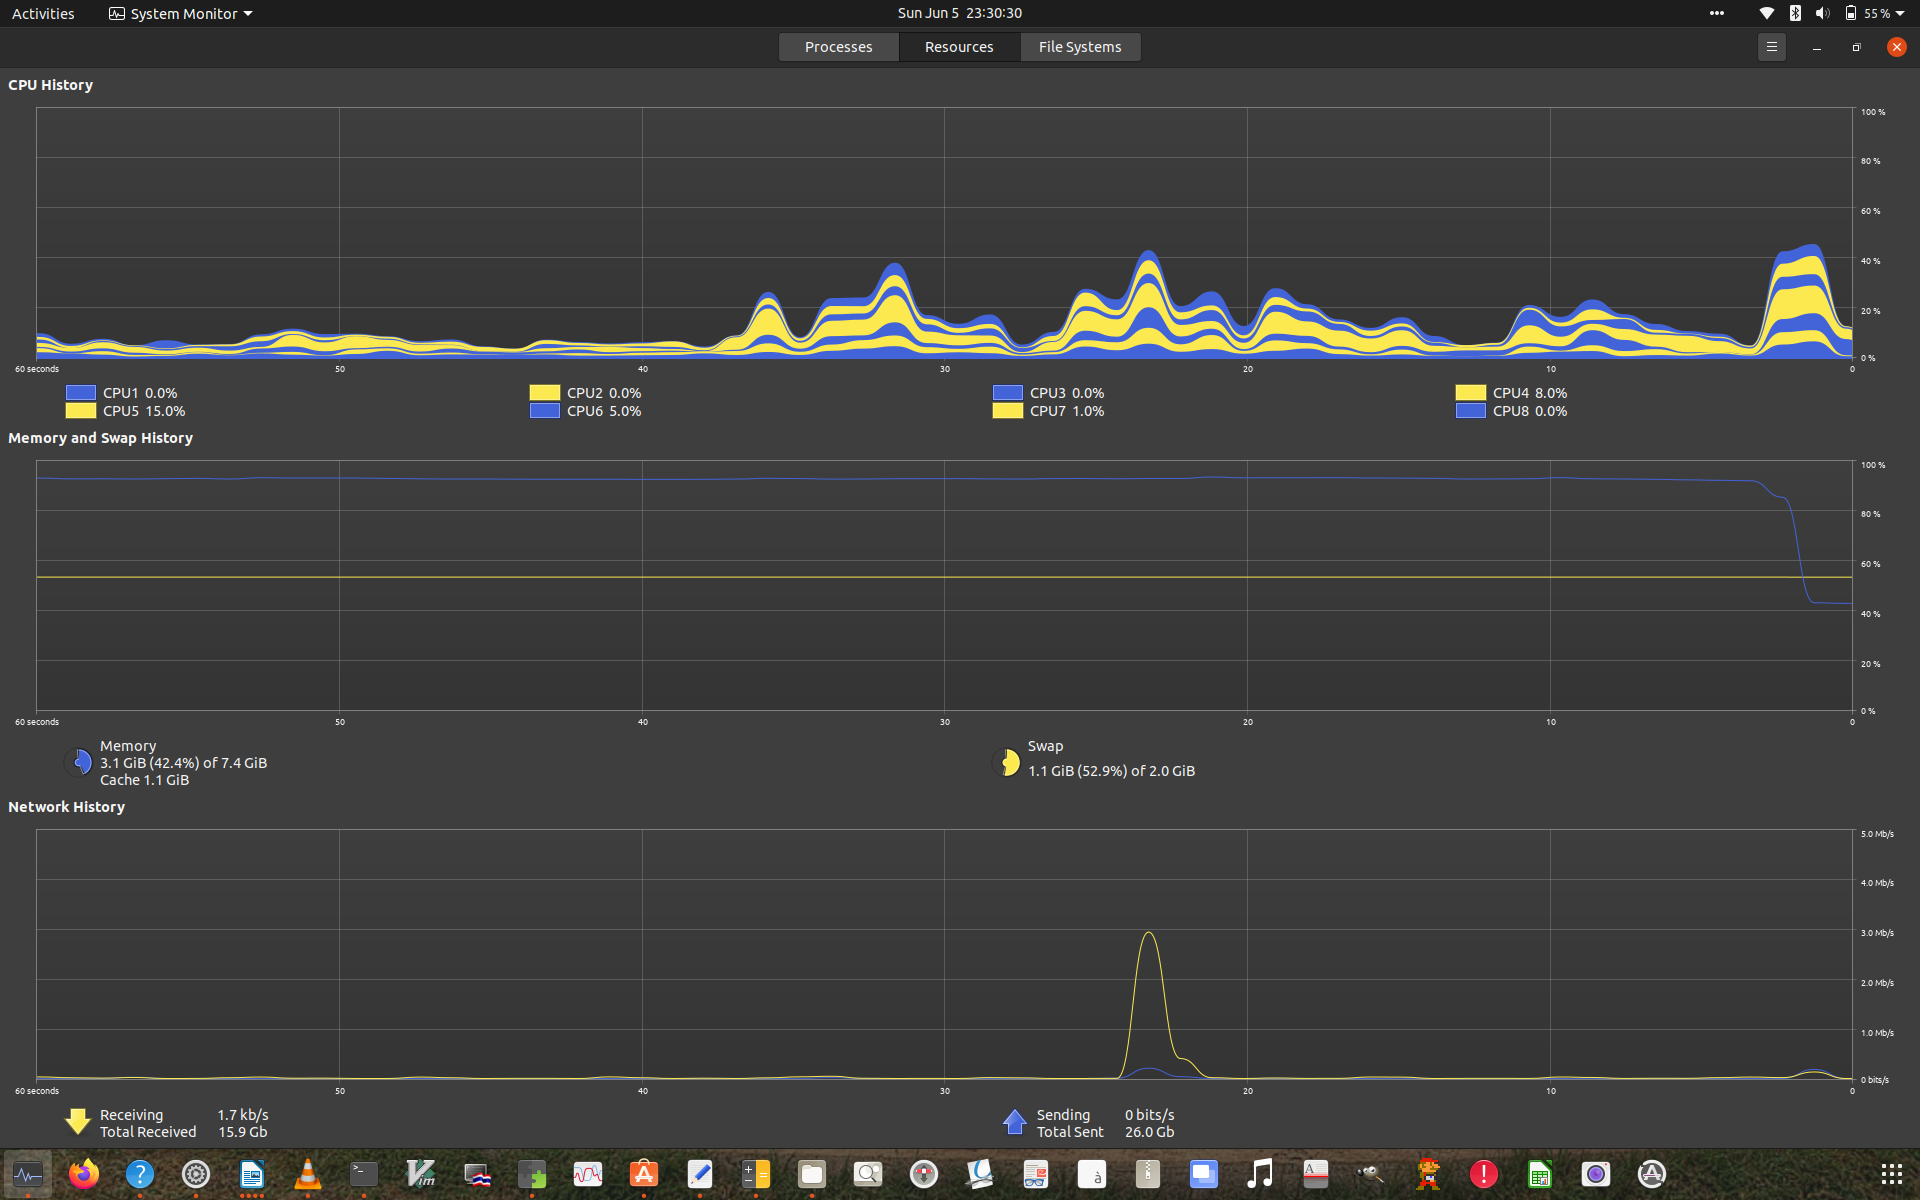 Activities System Monitor Sun Jun 5 23:30:30 55 %
Processes Resources File Systems
CPU History
100 %
80 %
60 %
40 %
20 %
0 %
60 seconds 50 40 30 20 10 0
CPU1 0.0% CPU2 0.0% CPU3 0.0% CPU4 8.0%
CPU5 15.0% CPU6 5.0% CPU7 1.0% CPU8 0.0%
Memory and Swap History
100 %
80 %
60 %
40 %
20 %
0 %
60 seconds 50 40 30 20 10 0
Memory
3.1 GiB (42.4%) of 7.4 GiB
Cache 1.1 GiB
Swap
1.1 GiB (52.9%) of 2.0 GiB
Network History
5.0 Mb/s
4.0 Mb/s
3.0 Mb/s
2.0 Mb/s
1.0 Mb/s
0 bits/s
60 seconds 50 40 30 20 10 0
Receiving 1.7 kb/s
Total Received 15.9 Gb
Sending 0 bits/s
Total Sent 26.0 Gb